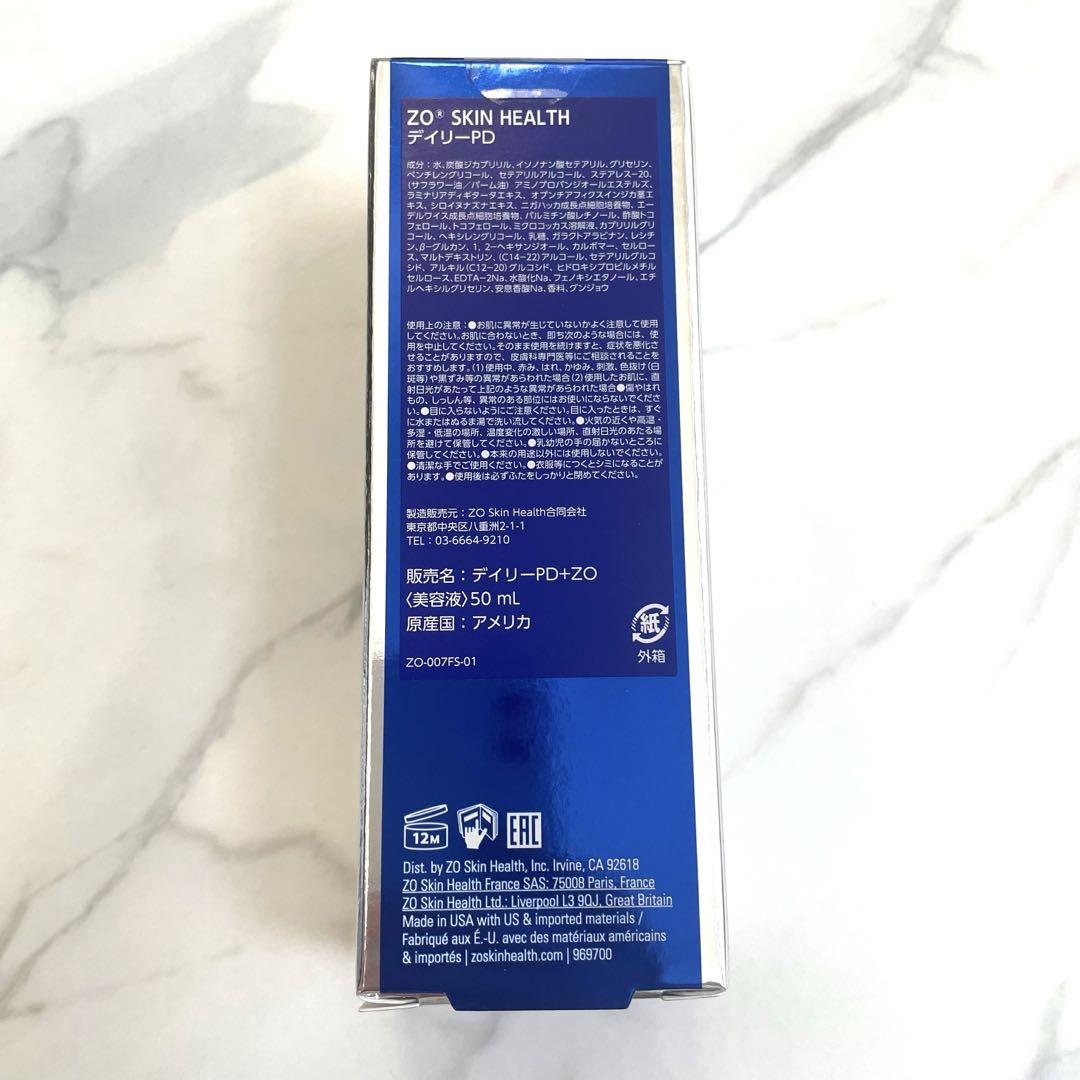 ZO® SKIN HEALTH
デイリーPD
成分：水、炭酸ジカプリリル、イソノナン酸セテアリル、グリセリン、
ペンチレングリコール、セテアリルアルコール、ステアレス-20、
(サフラワー油／パーム油) アミノプロパンジオールエステルズ、
ラミナリアディギタータエキス、オプンチアフィクスインジカ茎エ
キス、シロイヌナズナエキス、ニガハッカ成長点細胞培養物、エー
デルワイス成長点細胞培養物、パルミチン酸レチノール、酢酸トコ
フェロール、トコフェロール、ミクロコッカス溶解液、カプリリルグリ
コール、ヘキシレングリコール、乳糖、ガラクトアラビナン、レシチ
ン、β-グルカン、1，2-ヘキサンジオール、カルボマー、セルロー
ス、マルトデキストリン、(C14-22)アルコール、セテアリルグルコ
シド、アルキル(C12-20)グルコシド、ヒドロキシプロピルメチル
セルロース、EDTA-2Na、水酸化Na、フェノキシエタノール、エチ
ルヘキシルグリセリン、安息香酸Na、香料、グンジョウ
使用上の注意：●お肌に異常が生じていないかよく注意して使用
してください。お肌に合わないとき、即ち次のような場合には、使
用を中止してください。そのまま使用を続けますと、症状を悪化さ
せることがありますので、皮膚科専門医等にご相談されることを
おすすめします。(1)使用中、赤み、はれ、かゆみ、刺激、色抜け(白
斑等)や黒ずみ等の異常があらわれた場合(2)使用したお肌に、直
射日光があたって上記のような異常があらわれた場合●傷やはれ
もの、しっしん等、異常のある部位にはお使いにならないでくださ
い。●目に入らないようにご注意ください。目に入ったときは、すぐ
に水またはぬるま湯で洗い流してください。●火気の近くや高温・
多湿・低温の場所、温度変化の激しい場所、直射日光のあたる場
所を避けて保管してください。●乳幼児の手の届かないところに
保管してください。●本来の用途以外には使用しないでください。
●清潔な手でご使用ください。●衣服等につくとシミになることが
あります。●使用後は必ずふたをしっかりと閉めてください。
製造販売元：ZO Skin Health合同会社
東京都中央区八重洲2-1-1
TEL：03-6664-9210
販売名：デイリーPD+ZO
〈美容液〉50 mL
原産国：アメリカ
紙
外箱
ZO-007FS-01
12M
EAC
Dist. by ZO Skin Health, Inc. Irvine, CA 92618
ZO Skin Health France SAS: 75008 Paris, France
ZO Skin Health Ltd.: Liverpool L3 9QJ, Great Britain
Made in USA with US & imported materials /
Fabriqué aux É.-U. avec des matériaux américains
& importés | zoskinhealth.com | 969700